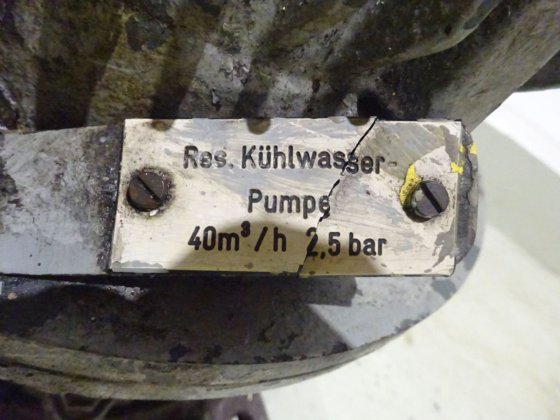 Res. Kühlwasser-
Pumpe
40m³/h 2,5 bar